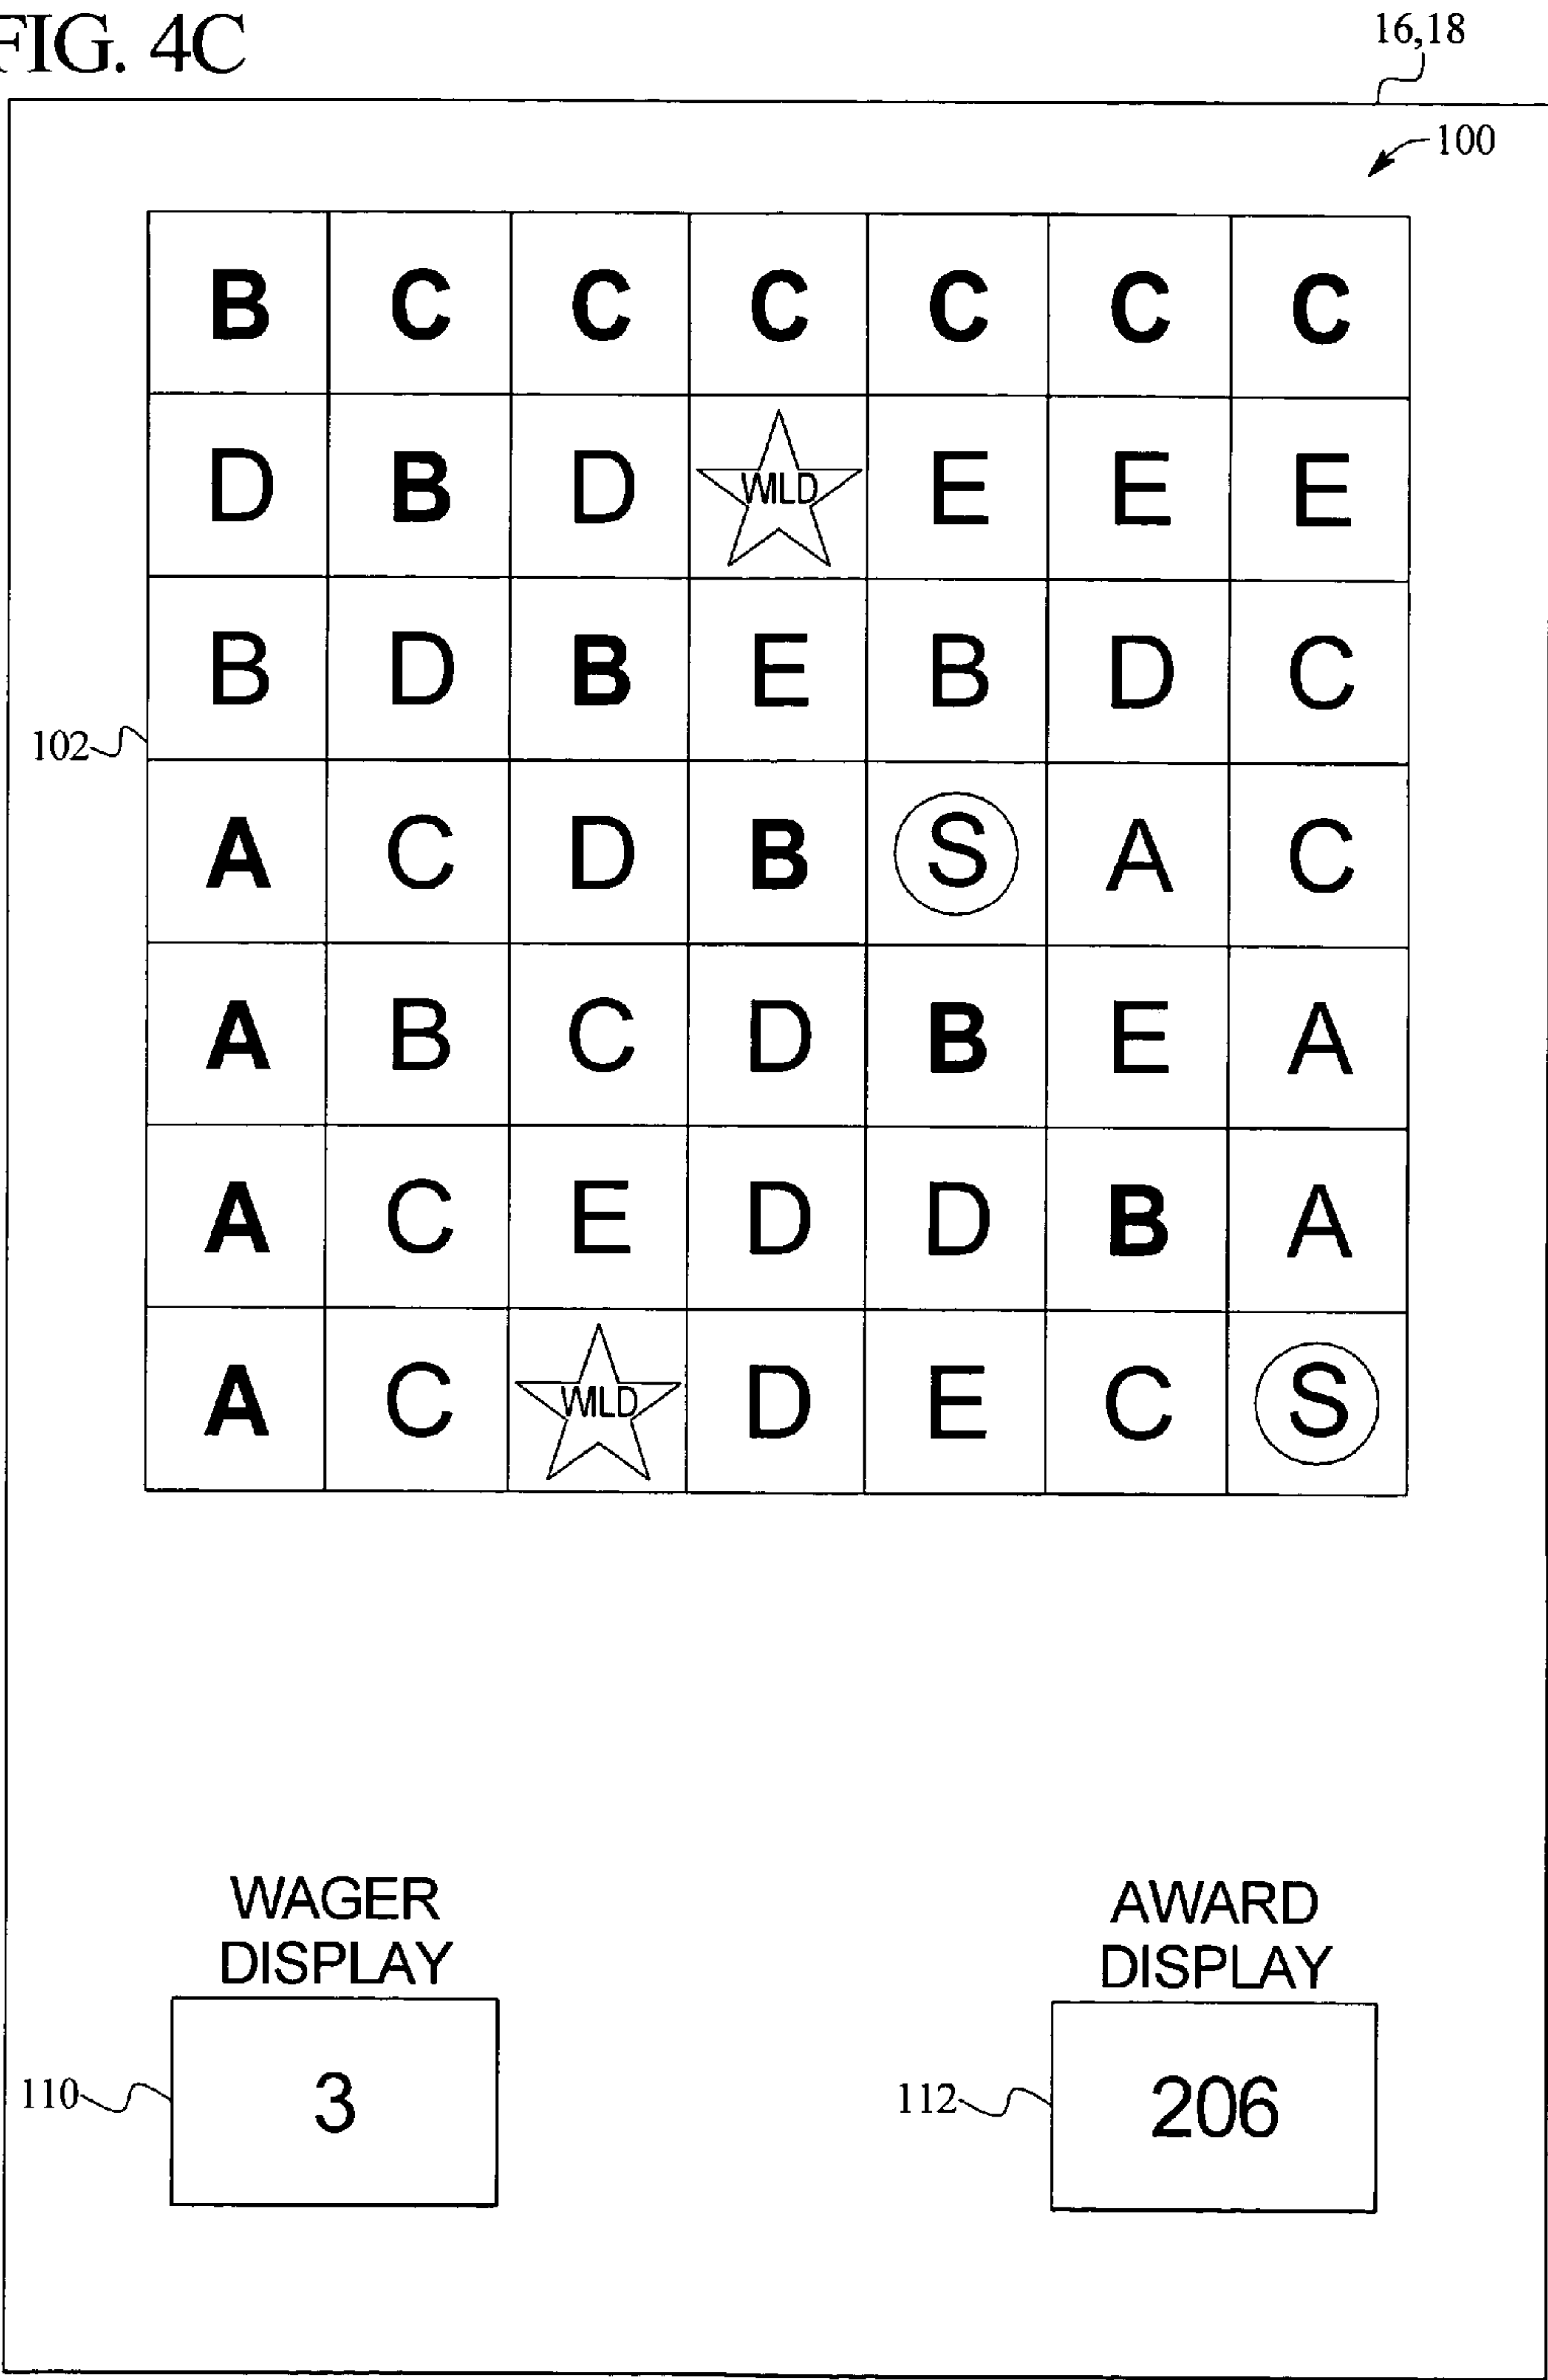 FIG. 4C
16,18
100
B C C C C C C
D B D WILD E E E
B D B E B D C
102
A C D B S A C
A B C D B E A
A C E D D B A
A C WILD D E C S
WAGER AWARD
DISPLAY DISPLAY
110 3 112 206